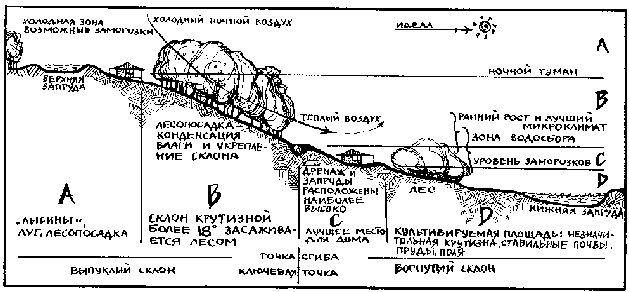 ХОЛОДНАЯ ЗОНА
ВОЗМОЖНЫЕ ЗАМОРОЗКИ
ХОЛОДНЫЙ НОЧНОЙ ВОЗДУХ
ИДЕАЛ
A
НОЧНОЙ ТУМАН
ВЕРХНЯЯ
ЗАПРУДА
B
ЛЕСОПОСАДКА -
КОНДЕНСАЦИЯ
ВЛАГИ И УКРЕПЛЕ-
НИЕ СКЛОНА
ТЕПЛЫЙ ВОЗДУХ
РАННИЙ РОСТ И ЛУЧШИЙ
МИКРОКЛИМАТ
ЗОНА ВОДОСБОРА
УРОВЕНЬ ЗАМОРОЗКОВ
C
D
ДРЕНАЖ И
ЗАПРУДЫ
РАСПОЛОЖЕНЫ
НАИБОЛЕЕ
ВЫСОКО
ЛЕС
НИЖНЯЯ ЗАПРУДА
A
ЛУГ, ЛЕСОПОСАДКА
B
СКЛОН КРУТИЗНОЙ
БОЛЕЕ 18° ЗАСАЖИВА-
ЕТСЯ ЛЕСОМ
C
ЛУЧШЕЕ МЕСТО
ДЛЯ ДОМА
D
КУЛЬТИВИРУЕМАЯ ПЛОЩАДЬ: НЕЗНАЧИ-
ТЕЛЬНАЯ КРУТИЗНА, СТАБИЛЬНЫЕ ПОЧВЫ,
ПРУДЫ, ПОЛЯ
ТОЧКА СГИБА
ВЫПУКЛЫЙ СКЛОН
КЛЮЧЕВАЯ ТОЧКА
ВОГНУТЫЙ СКЛОН